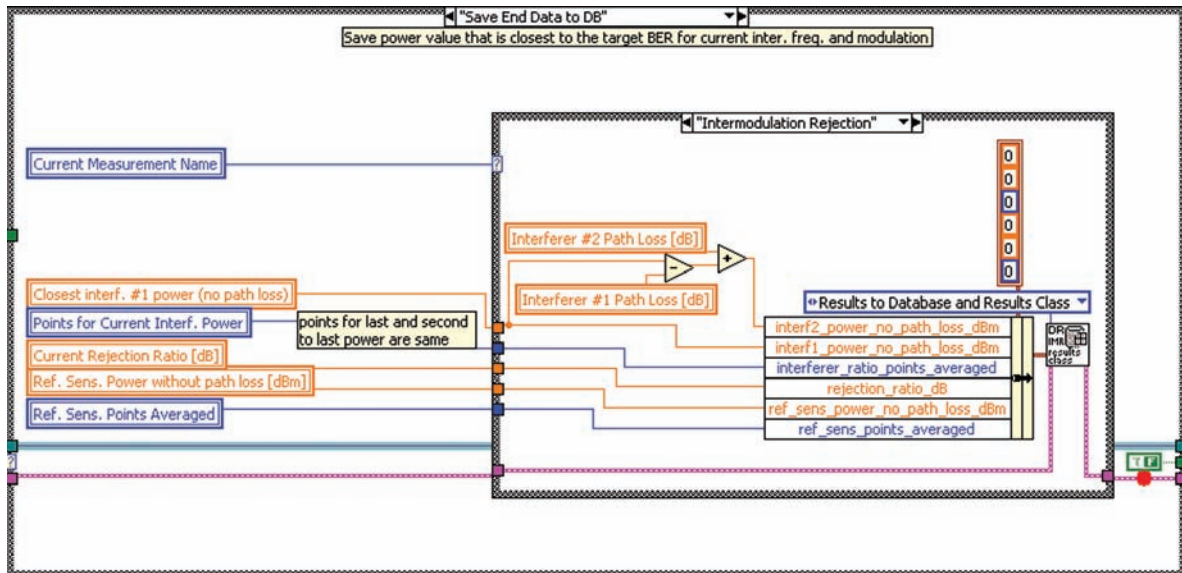 "Save End Data to DB"
Save power value that is closest to the target BER for current inter. freq. and modulation
"Intermodulation Rejection"
Current Measurement Name
?
0
0
0
0
0
0
Interferer #2 Path Loss [dB]
+
-
Interferer #1 Path Loss [dB]
Closest interf. #1 power (no path loss)
Points for Current Interf. Power
points for last and second
to last power are same
Current Rejection Ratio [dB]
Ref. Sens. Power without path loss [dBm]
Ref. Sens. Points Averaged
Results to Database and Results Class
interf2_power_no_path_loss_dBm
interf1_power_no_path_loss_dBm
interferer_ratio_points_averaged
rejection_ratio_dB
ref_sens_power_no_path_loss_dBm
ref_sens_points_averaged
DR
IMR
results
class
?
T F